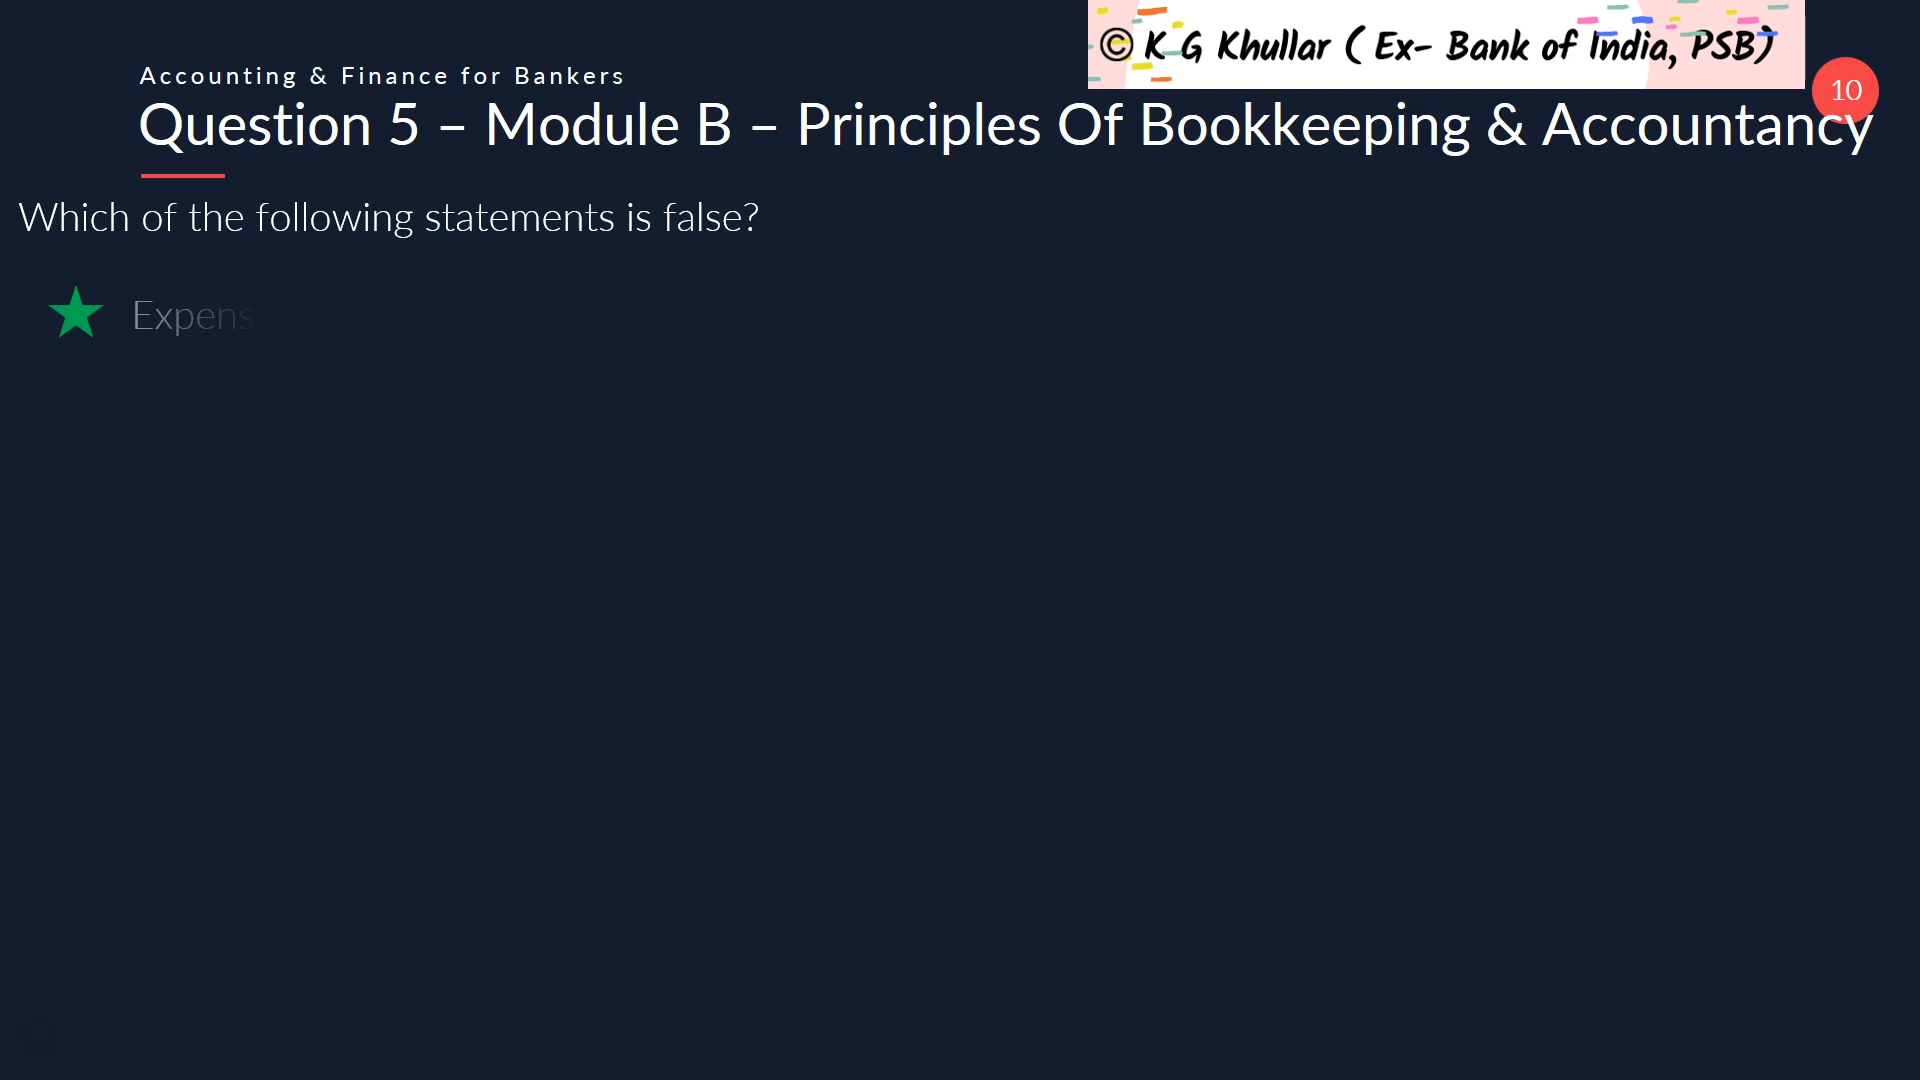 © K G Khullar ( Ex- Bank of India, PSB)
Accounting & Finance for Bankers
10
Question 5 – Module B – Principles Of Bookkeeping & Accountancy
Which of the following statements is false?
Expens